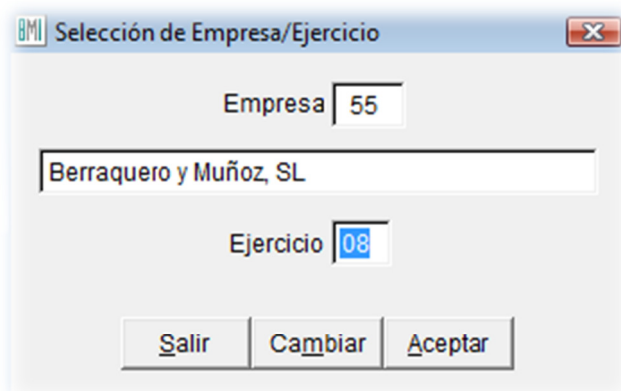 BMI Selección de Empresa/Ejercicio
Empresa 55
Berraquero y Muñoz, SL
Ejercicio 08
Salir Cambiar Aceptar